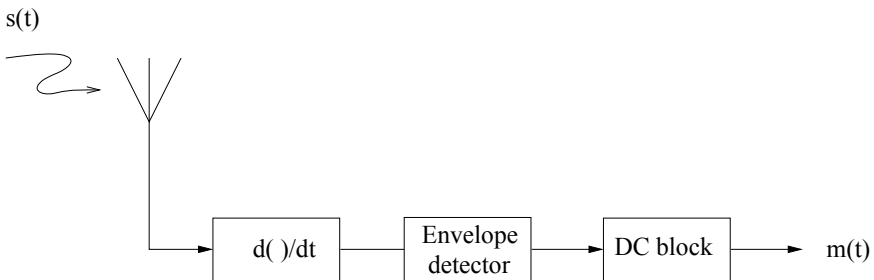 s(t)
d( )/dt
Envelope
detector
DC block
m(t)